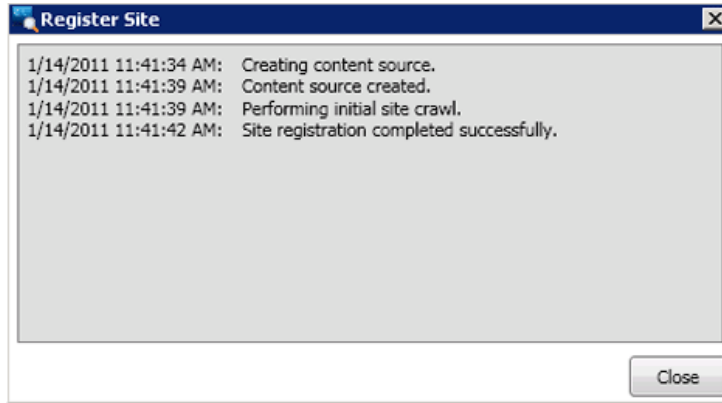 Register Site
1/14/2011 11:41:34 AM: Creating content source.
1/14/2011 11:41:39 AM: Content source created.
1/14/2011 11:41:39 AM: Performing initial site crawl.
1/14/2011 11:41:42 AM: Site registration completed successfully.
Close